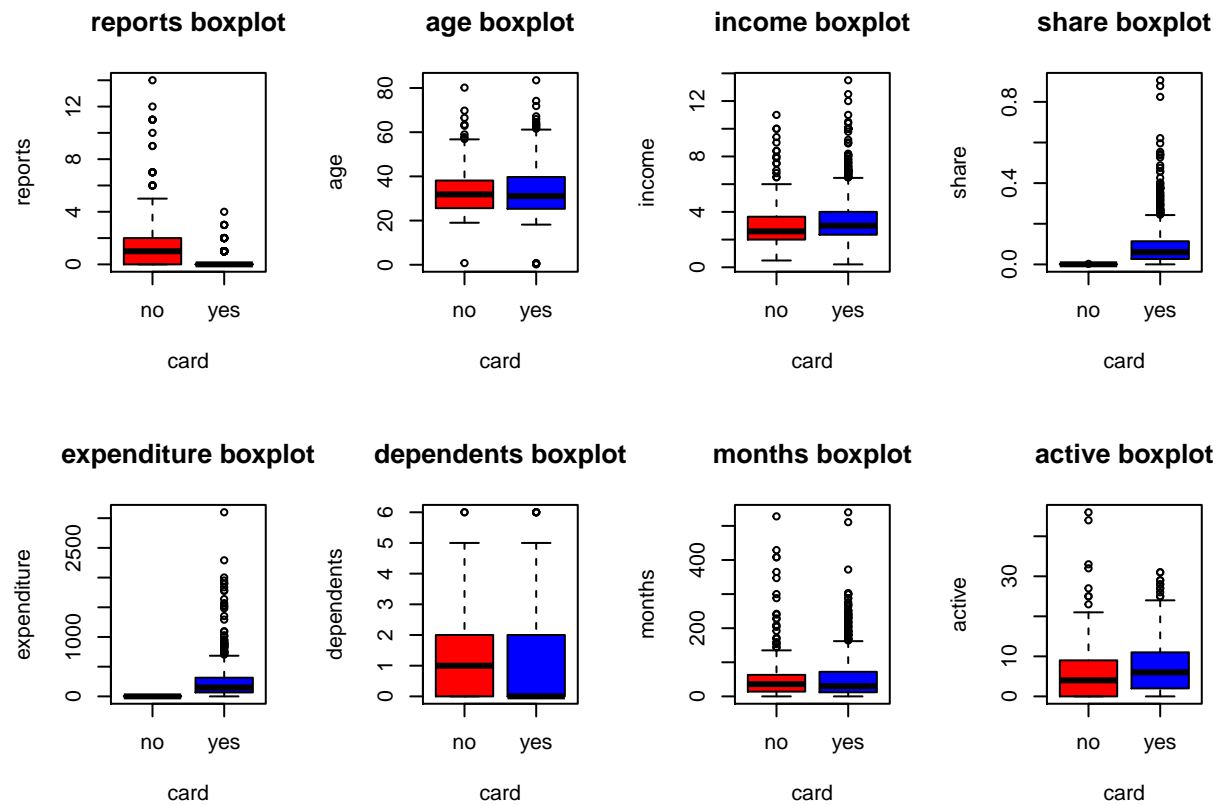 reports boxplot
reports
12
8
4
0
no yes
card
age boxplot
age
80
60
40
20
0
no yes
card
income boxplot
income
12
8
4
0
no yes
card
share boxplot
share
0.8
0.4
0.0
no yes
card
expenditure boxplot
expenditure
2500
1000
0
no yes
card
dependents boxplot
dependents
6
5
4
3
2
1
0
no yes
card
months boxplot
months
400
200
0
no yes
card
active boxplot
active
30
10
0
no yes
card